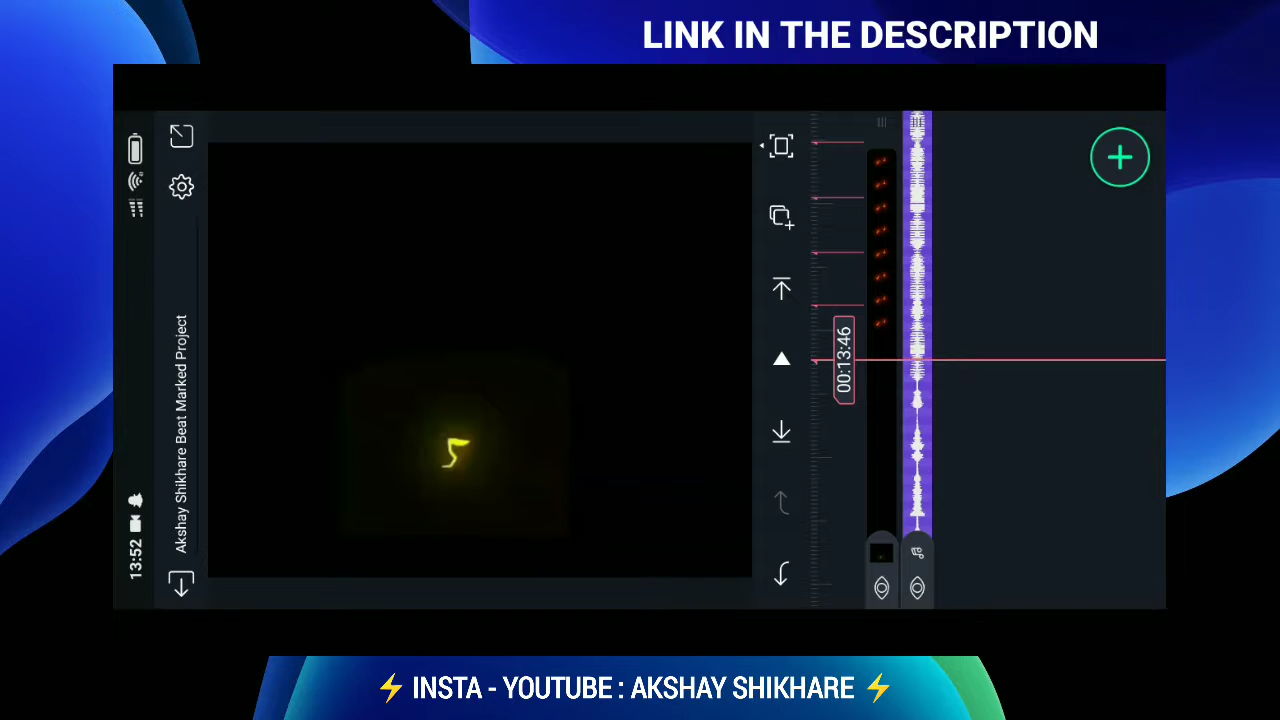 LINK IN THE DESCRIPTION
13:52
Akshay Shikhare Beat Marked Project
00:13:46
⚡ INSTA - YOUTUBE : AKSHAY SHIKHARE ⚡